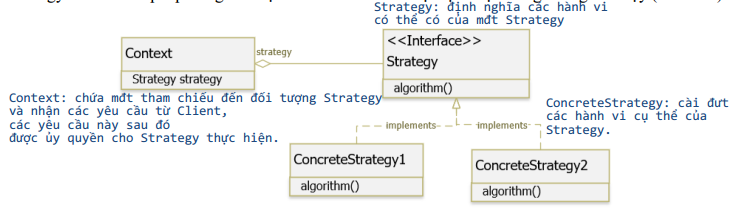 Strategy: định nghĩa các hành vi
có thể có của mđt Strategy
<<Interface>>
Strategy
algorithm()
strategy
Context
Strategy strategy
Context: chứa mđt tham chiếu đến đối tượng Strategy
và nhận các yêu cầu từ Client,
các yêu cầu này sau đó
được ủy quyền cho Strategy thực hiện.
ConcreteStrategy: cài đưt
các hành vi cụ thể của
Strategy.
implements
implements
ConcreteStrategy1
algorithm()
ConcreteStrategy2
algorithm()